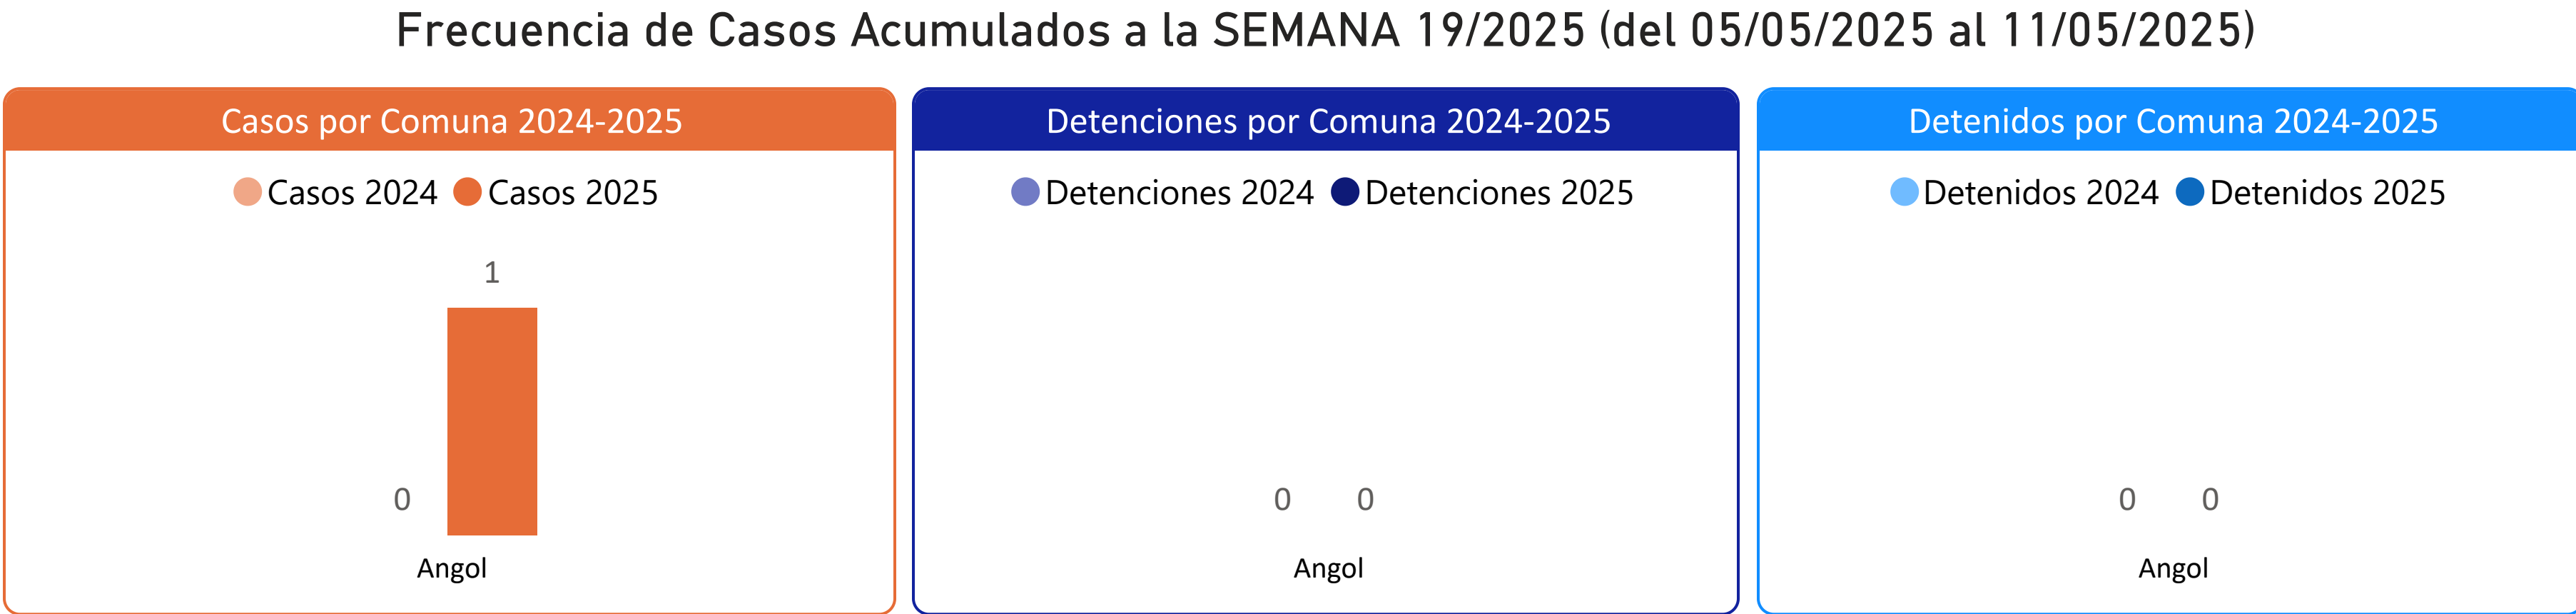 Frecuencia de Casos Acumulados a la SEMANA 19/2025 (del 05/05/2025 al 11/05/2025)
Casos por Comuna 2024-2025
Casos 2024 Casos 2025
1
0
Angol
Detenciones por Comuna 2024-2025
Detenciones 2024 Detenciones 2025
0 0
Angol
Detenidos por Comuna 2024-2025
Detenidos 2024 Detenidos 2025
0 0
Angol